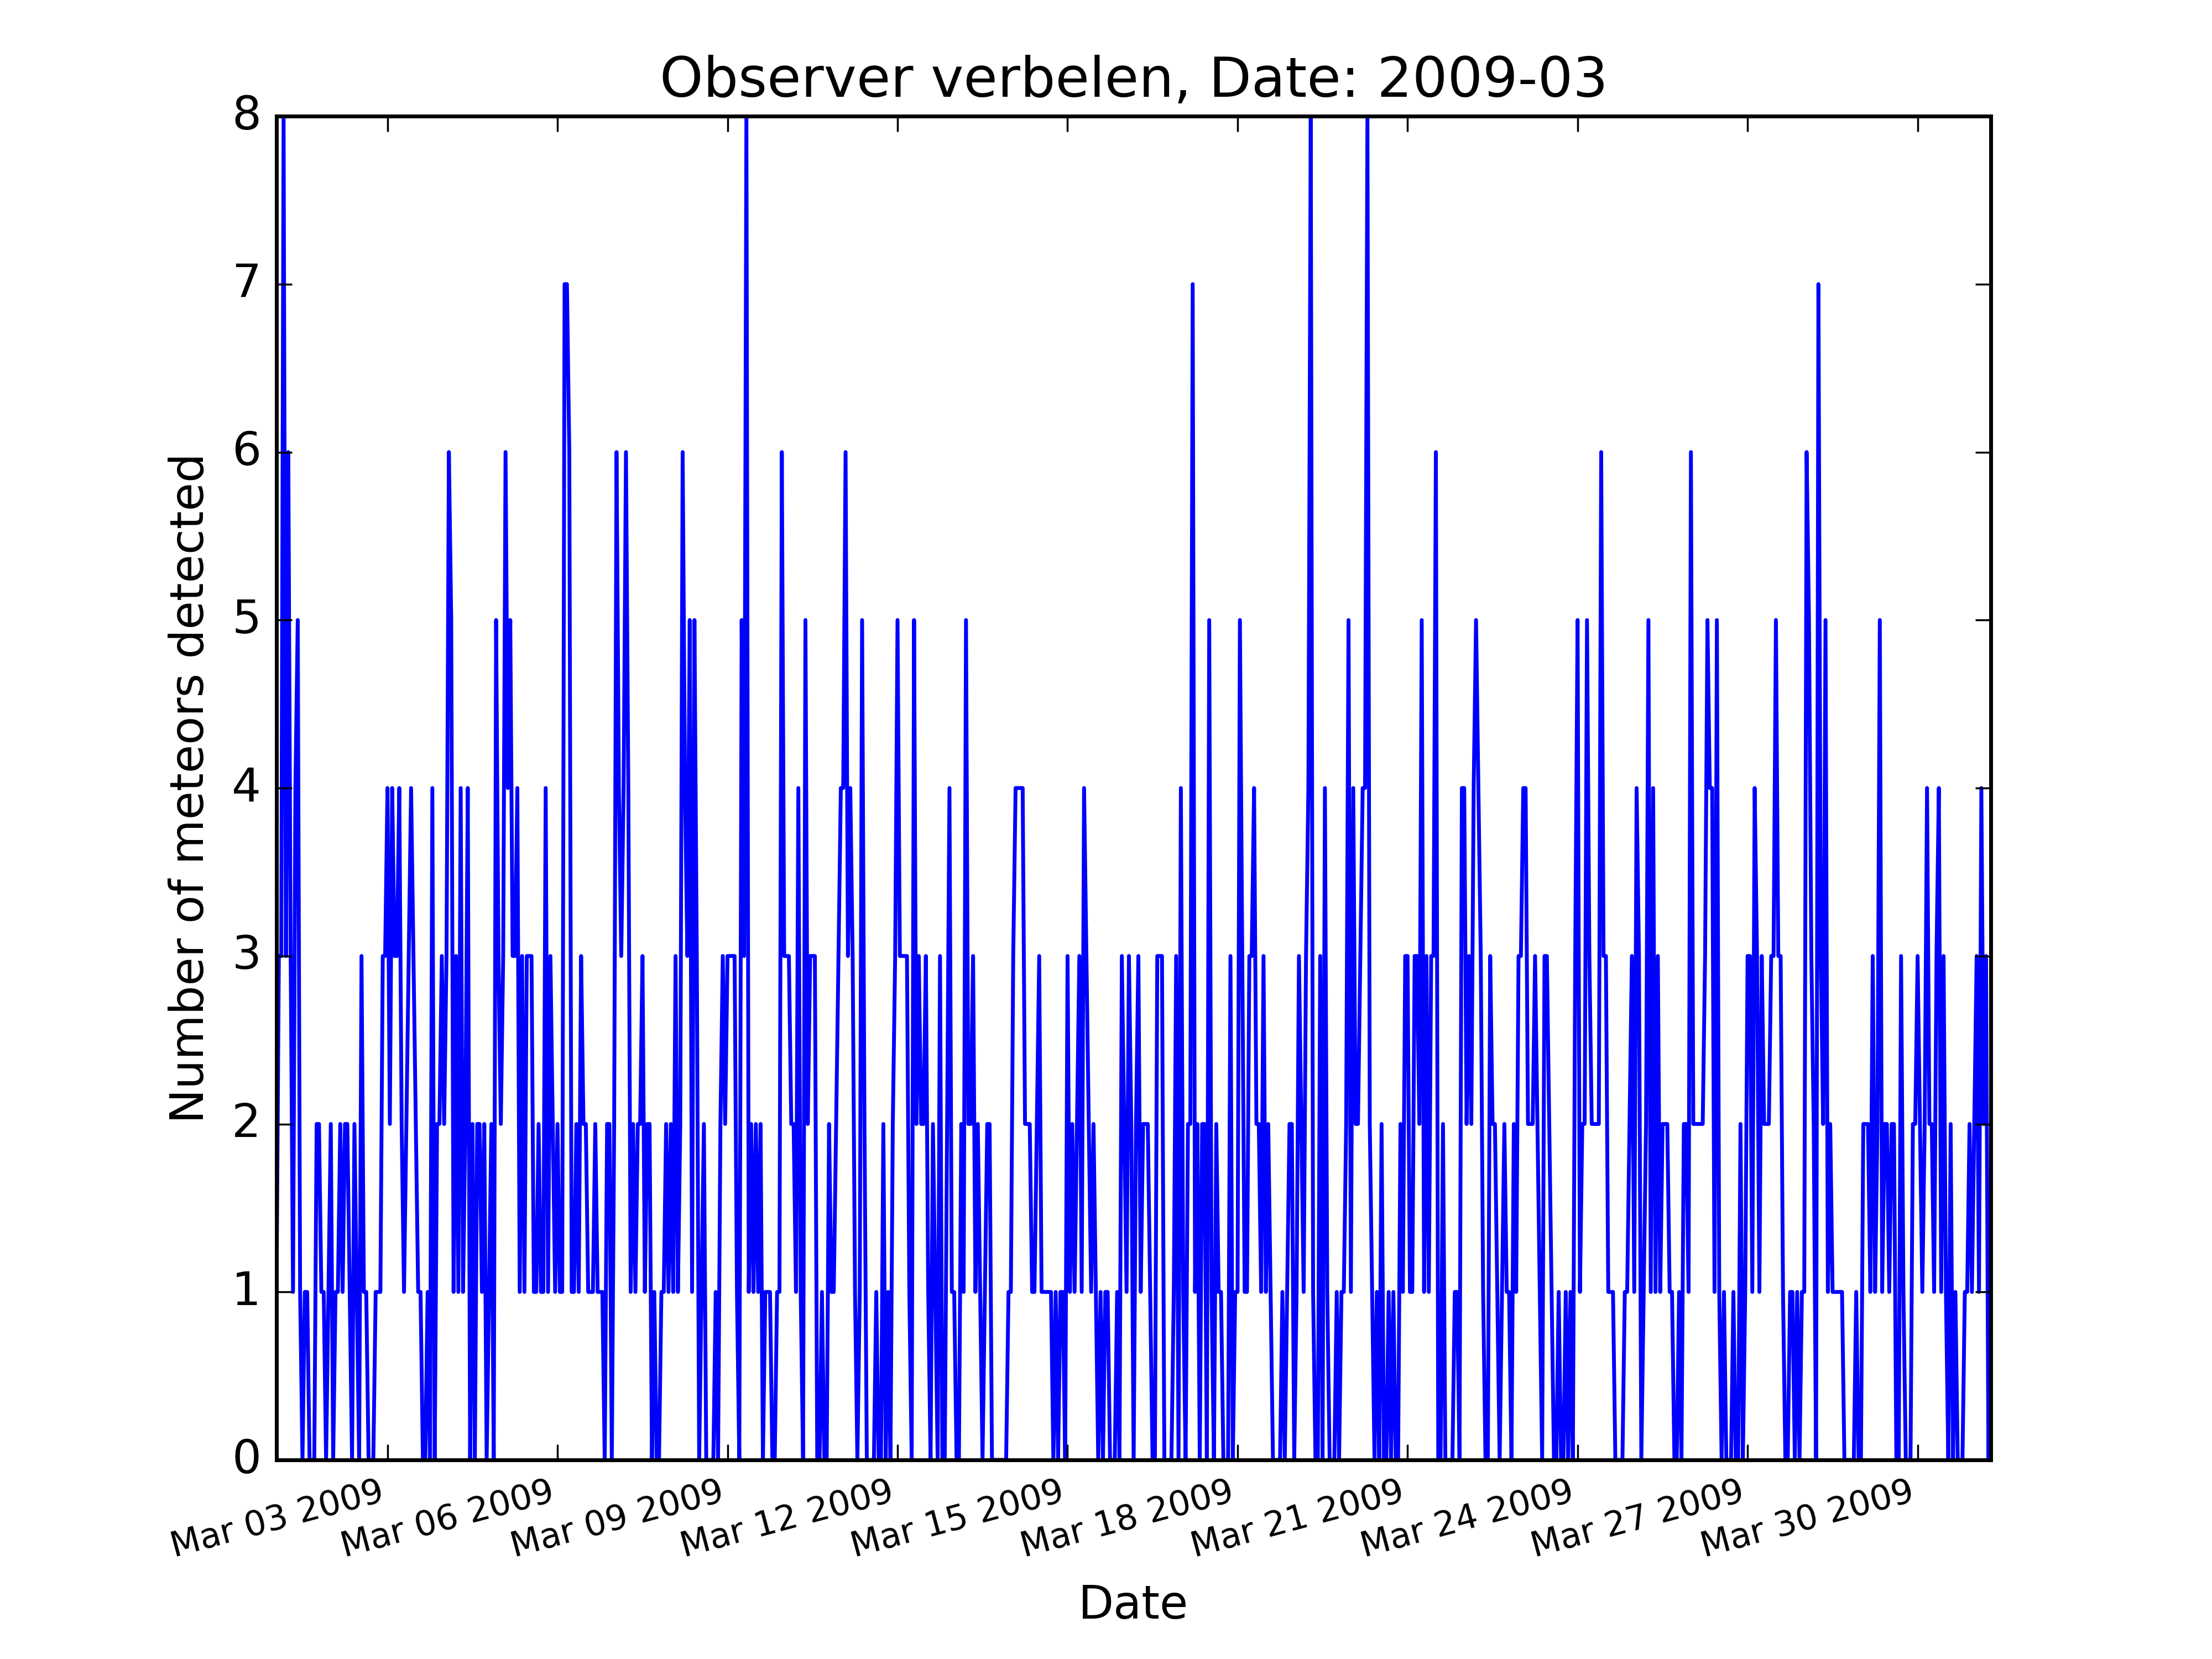 Observer verbelen, Date: 2009-03
8
7
6
5
4
3
2
1
0
Number of meteors detected
Mar 03 2009
Mar 06 2009
Mar 09 2009
Mar 12 2009
Mar 15 2009
Mar 18 2009
Mar 21 2009
Mar 24 2009
Mar 27 2009
Mar 30 2009
Date